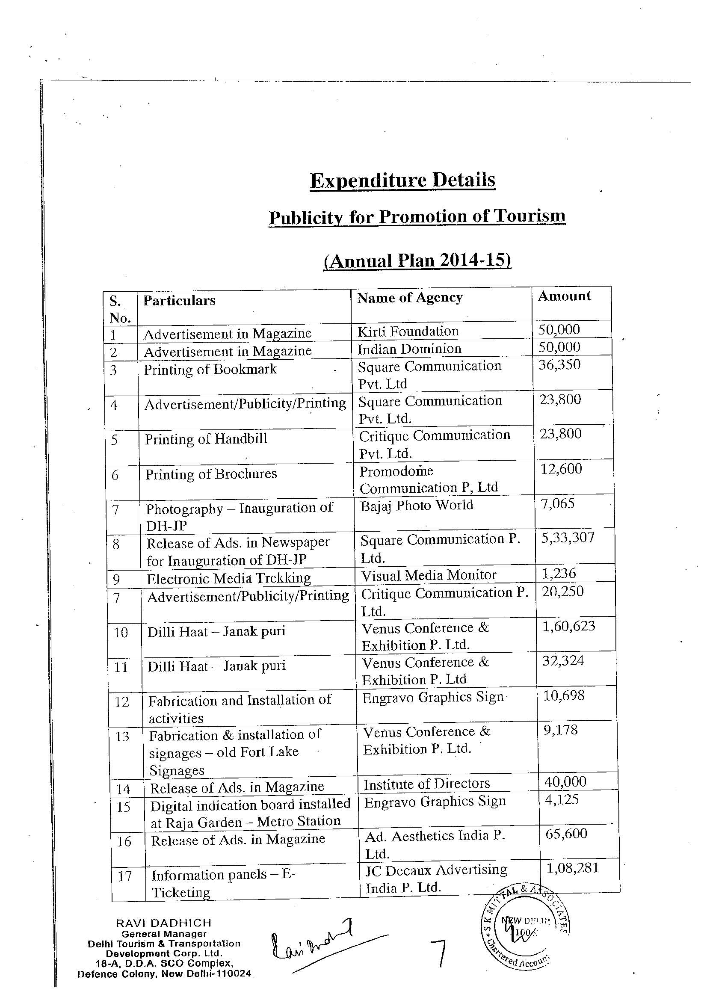 Expenditure Details
Publicity for Promotion of Tourism
(Annual Plan 2014-15)
S. No. Particulars Name of Agency Amount
1 Advertisement in Magazine Kirti Foundation 50,000
2 Advertisement in Magazine Indian Dominion 50,000
3 Printing of Bookmark Square Communication 36,350
Pvt. Ltd
4 Advertisement/Publicity/Printing Square Communication 23,800
Pvt. Ltd.
5 Printing of Handbill Critique Communication 23,800
Pvt. Ltd.
6 Printing of Brochures Promodome 12,600
Communication P, Ltd
7 Photography – Inauguration of Bajaj Photo World 7,065
DH-JP
8 Release of Ads. in Newspaper Square Communication P. 5,33,307
for Inauguration of DH-JP Ltd.
9 Electronic Media Trekking Visual Media Monitor 1,236
7 Advertisement/Publicity/Printing Critique Communication P. 20,250
Ltd.
10 Dilli Haat – Janak puri Venus Conference & 1,60,623
Exhibition P. Ltd.
11 Dilli Haat – Janak puri Venus Conference & 32,324
Exhibition P. Ltd
12 Fabrication and Installation of Engravo Graphics Sign 10,698
activities
13 Fabrication & installation of Venus Conference & 9,178
signages – old Fort Lake Exhibition P. Ltd.
Signages
14 Release of Ads. in Magazine Institute of Directors 40,000
15 Digital indication board installed Engravo Graphics Sign 4,125
at Raja Garden – Metro Station
16 Release of Ads. in Magazine Ad. Aesthetics India P. 65,600
Ltd.
17 Information panels – E- JC Decaux Advertising 1,08,281
Ticketing India P. Ltd.
RAVI DADHICH
General Manager
Delhi Tourism & Transportation
Development Corp. Ltd.
18-A, D.D.A. SCO Complex,
Defence Colony, New Delhi-110024
7
S K MITTAL & ASSOCIATES
NEW DELHI
Chartered